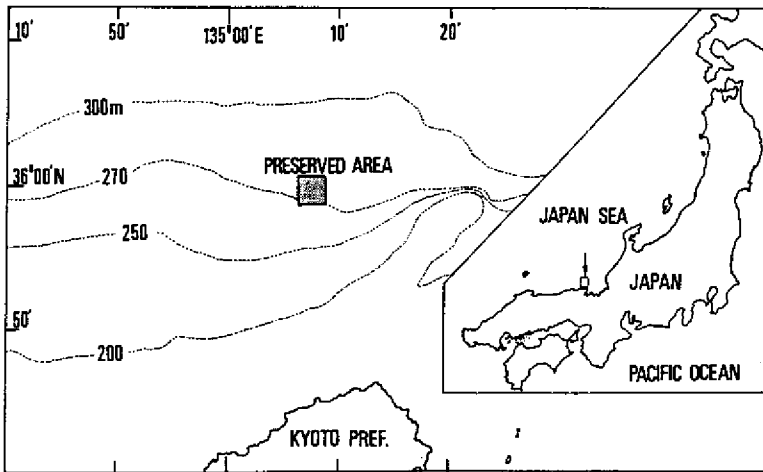 10'
50'
135°00'E
10'
20'
300m
PRESERVED AREA
36°00'N
270
250
50'
200
KYOTO PREF.
JAPAN SEA
JAPAN
PACIFIC OCEAN